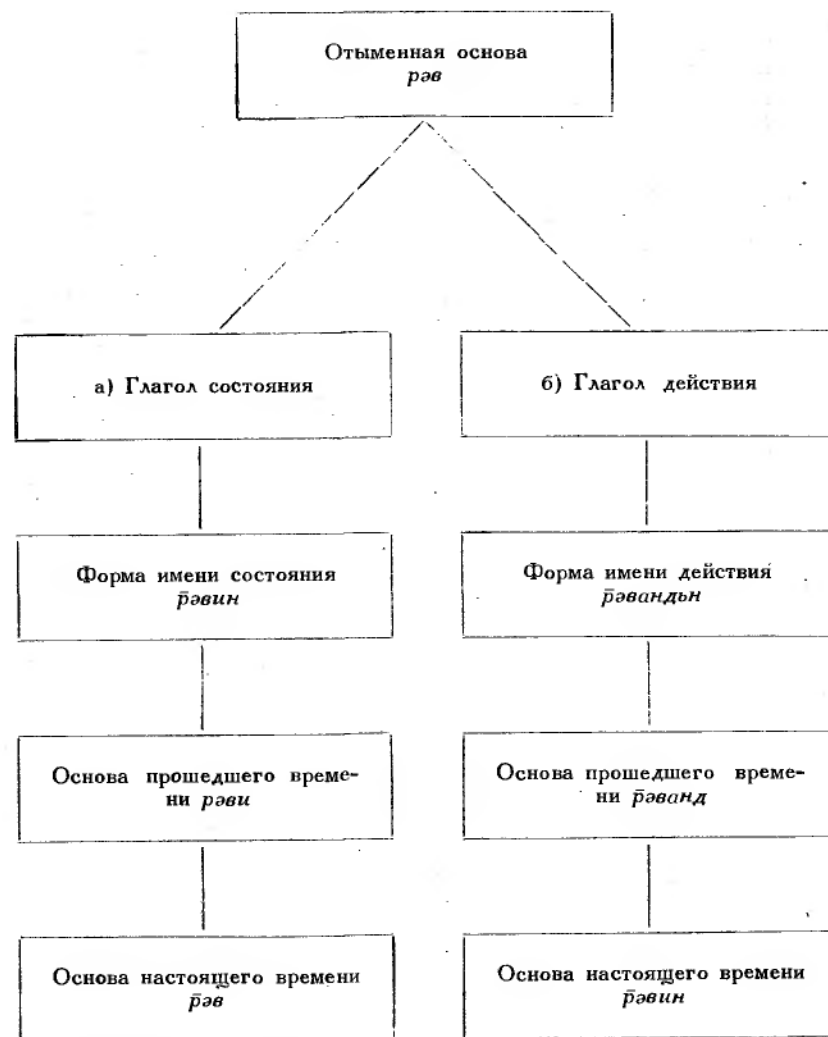 Отыменная основа
рәв
а) Глагол состояния
б) Глагол действия
Форма имени состояния
р̄әвин
Форма имени действия
р̄әвандьн
Основа прошедшего време-
ни рәви
Основа прошедшего време-
ни р̄әванд
Основа настоящего времени
р̄әв
Основа настоящего времени
р̄әвин